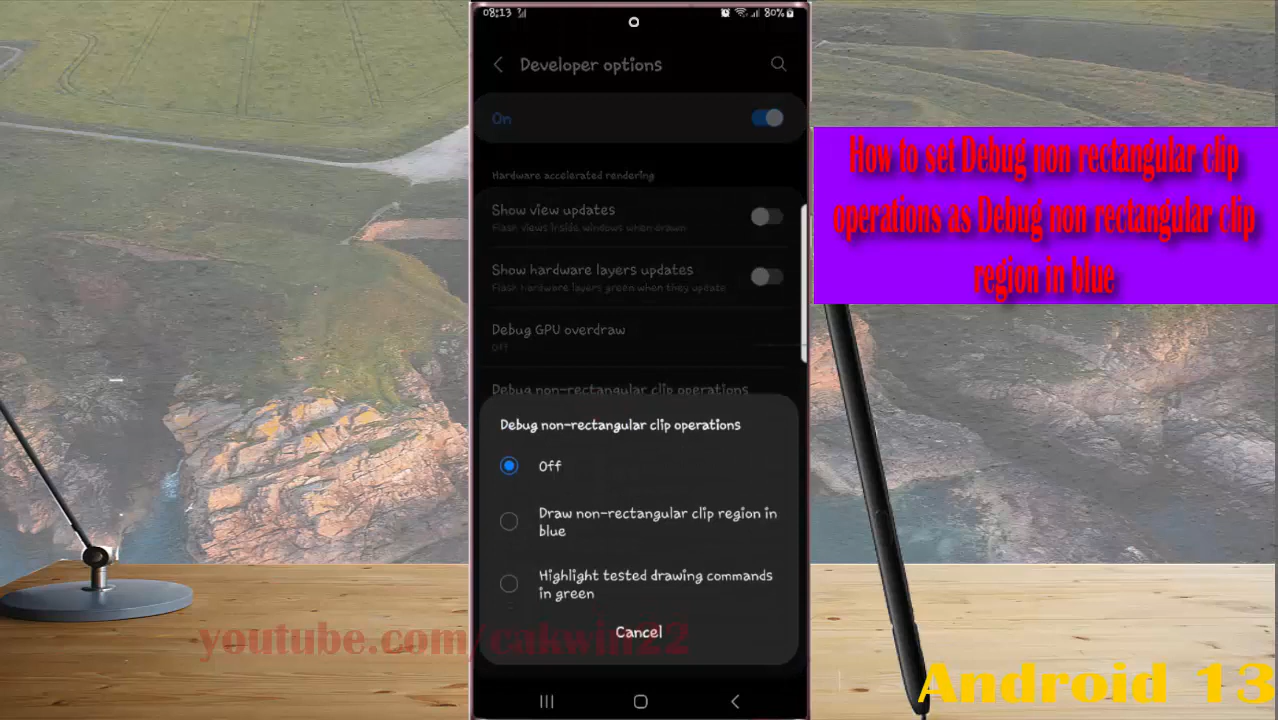 08:13
80%
Developer options
On
Hardware accelerated rendering
Show view updates
Flash views inside windows when drawn
Show hardware layers updates
Flash hardware layers green when they update
Debug GPU overdraw
Off
Debug non-rectangular clip operations
Debug non-rectangular clip operations
Off
Draw non-rectangular clip region in
blue
Highlight tested drawing commands
in green
Cancel
How to set Debug non rectangular clip
operations as Debug non rectangular clip
region in blue
youtube.com/cakwin22
Android 13